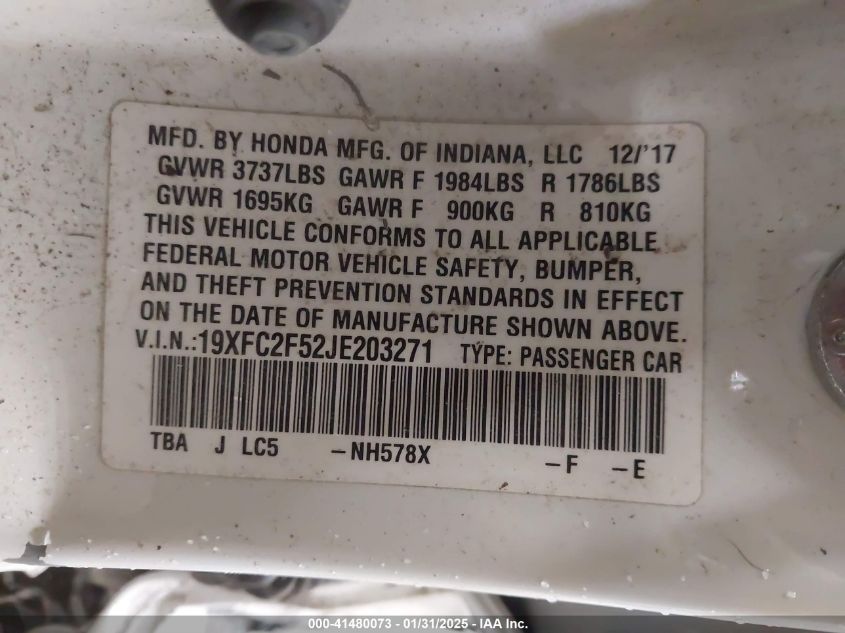 MFD. BY HONDA MFG. OF INDIANA, LLC 12/'17
GVWR 3737LBS GAWR F 1984LBS R 1786LBS
GVWR 1695KG GAWR F 900KG R 810KG
THIS VEHICLE CONFORMS TO ALL APPLICABLE
FEDERAL MOTOR VEHICLE SAFETY, BUMPER,
AND THEFT PREVENTION STANDARDS IN EFFECT
ON THE DATE OF MANUFACTURE SHOWN ABOVE.
V.I.N.:19XFC2F52JE203271 TYPE: PASSENGER CAR
TBA J LC5 -NH578X -F -E
000-41480073 - 01/31/2025 - IAA Inc.